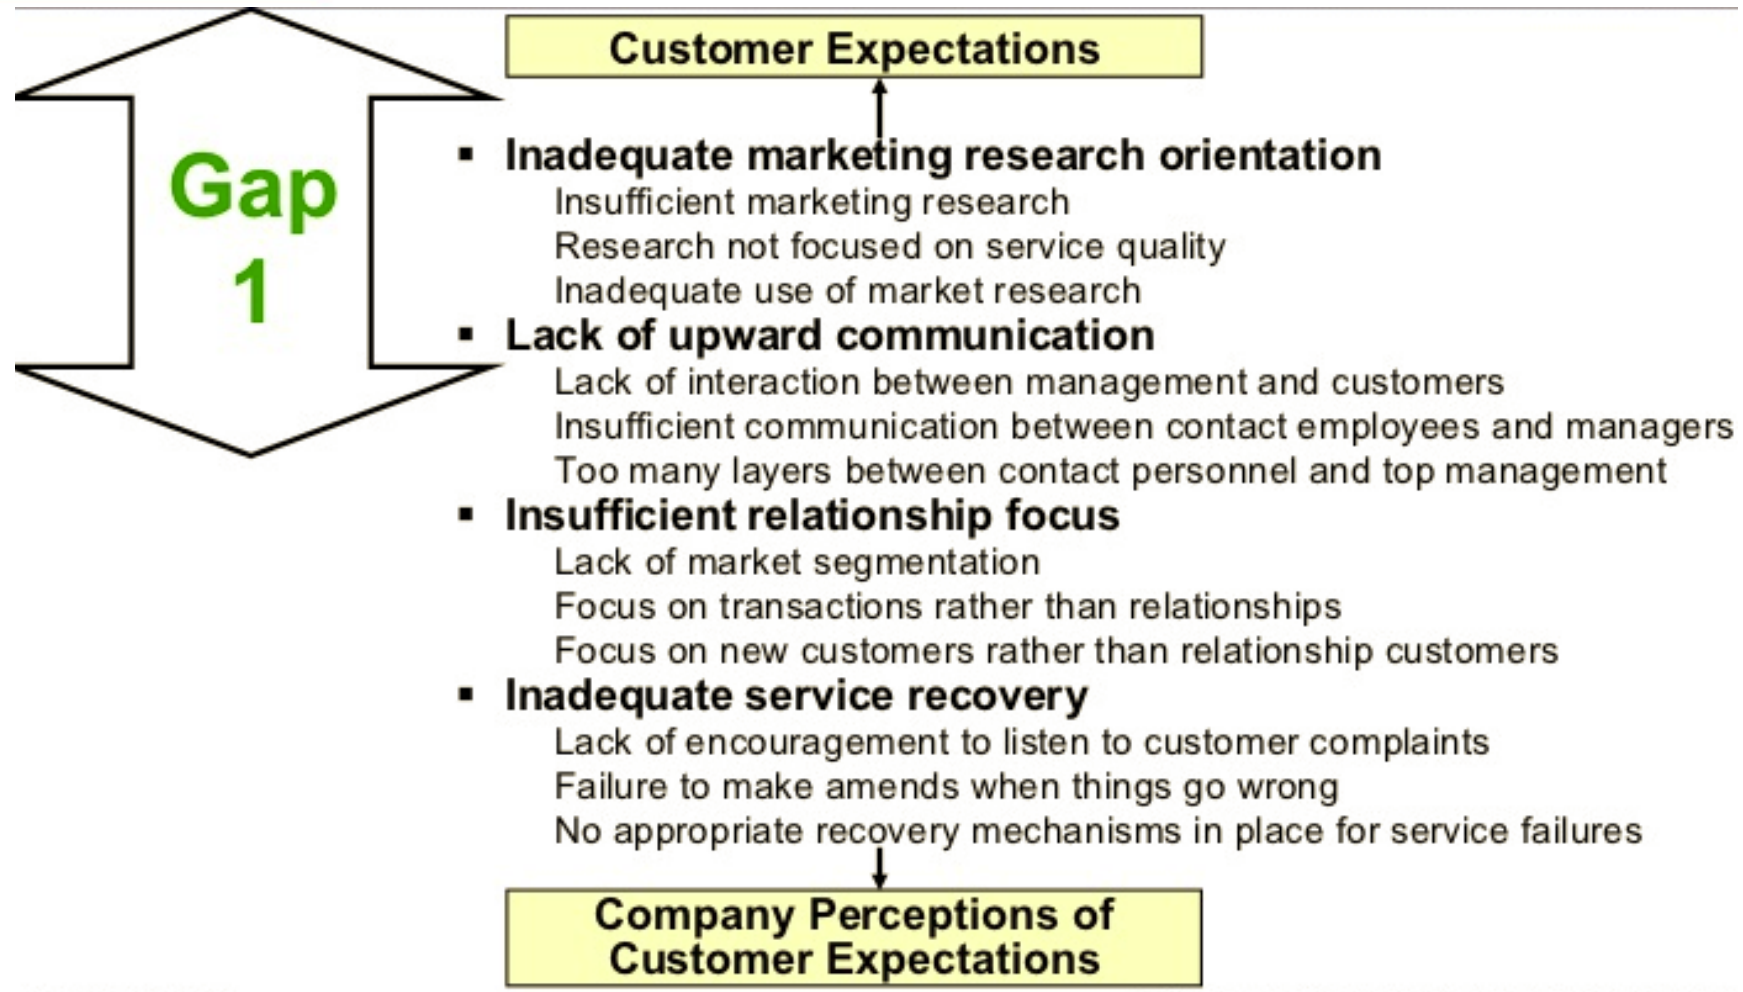 Customer Expectations
Gap
1
▪ Inadequate marketing research orientation
Insufficient marketing research
Research not focused on service quality
Inadequate use of market research
▪ Lack of upward communication
Lack of interaction between management and customers
Insufficient communication between contact employees and managers
Too many layers between contact personnel and top management
▪ Insufficient relationship focus
Lack of market segmentation
Focus on transactions rather than relationships
Focus on new customers rather than relationship customers
▪ Inadequate service recovery
Lack of encouragement to listen to customer complaints
Failure to make amends when things go wrong
No appropriate recovery mechanisms in place for service failures
Company Perceptions of
Customer Expectations